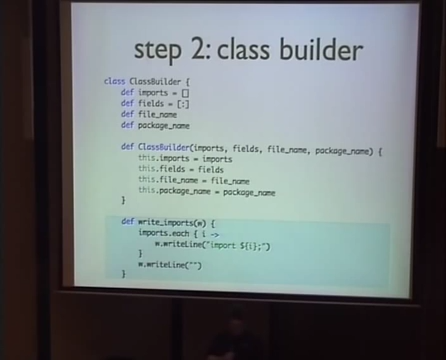 step 2: class builder
class ClassBuilder {
def imports = []
def fields = [:]
def file_name
def package_name
def ClassBuilder(imports, fields, file_name, package_name) {
this.imports = imports
this.fields = fields
this.file_name = file_name
this.package_name = package_name
}
def write_imports(w) {
imports.each { i ->
w.writeLine("import ${i};")
}
w.writeLine("")
}